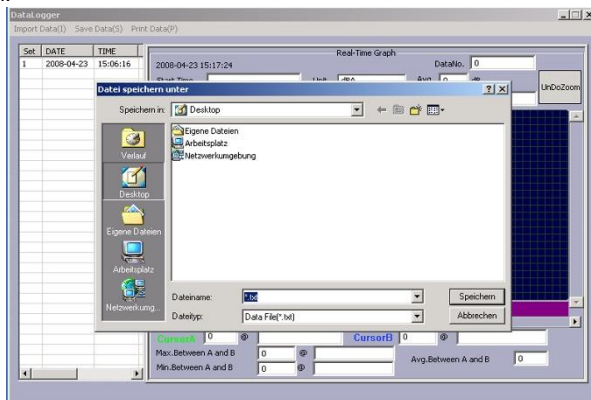 DataLogger
Import Data(I) Save Data(S) Print Data(P)
Set DATE TIME
1 2008-04-23 15:06:16
Real-Time Graph
2008-04-23 15:17:24
DataNo. 0
Start Time Unit dBA Avg 0 dB
UnDoZoom
Datei speichern unter
Speichern in: Desktop
Verlauf
Desktop
Eigene Dateien
Arbeitsplatz
Netzwerkumg...
Eigene Dateien
Arbeitsplatz
Netzwerkumgebung
Dateiname: *.txt Speichern
Dateityp: Data File(*.txt) Abbrechen
CursorA 0 @ CursorB 0 @
Max.Between A and B 0 @
Avg.Between A and B 0
Min.Between A and B 0 @